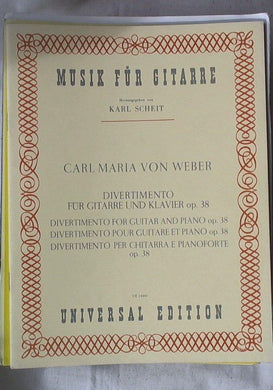 MUSIK FÜR GITARRE
Herausgegeben von
KARL SCHEIT
CARL MARIA VON WEBER
DIVERTIMENTO
FÜR GITARRE UND KLAVIER op. 38
DIVERTIMENTO FOR GUITAR AND PIANO op. 38
DIVERTIMENTO POUR GUITARE ET PIANO op. 38
DIVERTIMENTO PER CHITARRA E PIANOFORTE
op. 38
UNIVERSAL EDITION